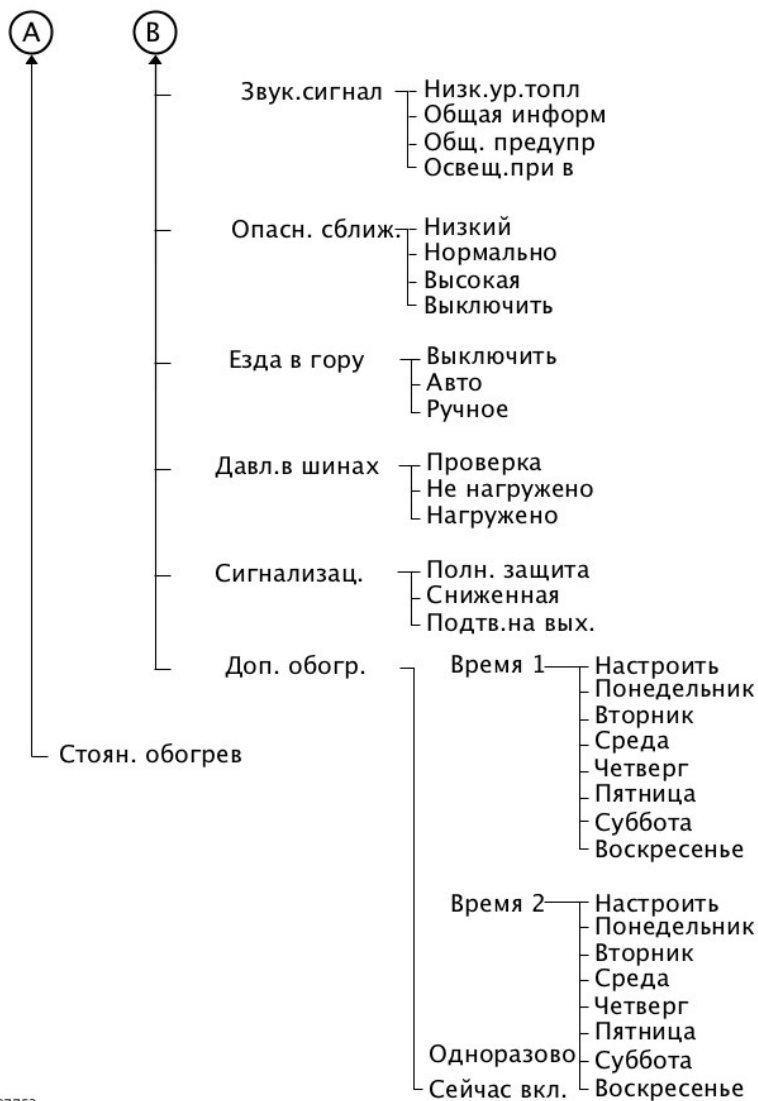 A B
Звук.сигнал Низк.ур.топл
Общая информ
Общ. предупр
Освещ.при в
Опасн. сближ. Низкий
Нормально
Высокая
Выключить
Езда в гору Выключить
Авто
Ручное
Давл.в шинах Проверка
Не нагружено
Нагружено
Сигнализац. Полн. защита
Сниженная
Подтв.на вых.
Доп. обогр. Время 1 Настроить
Понедельник
Вторник
Среда
Стоян. обогрев
Четверг
Пятница
Суббота
Воскресенье
Время 2 Настроить
Понедельник
Вторник
Среда
Четверг
Пятница
Одноразово Суббота
Сейчас вкл. Воскресенье